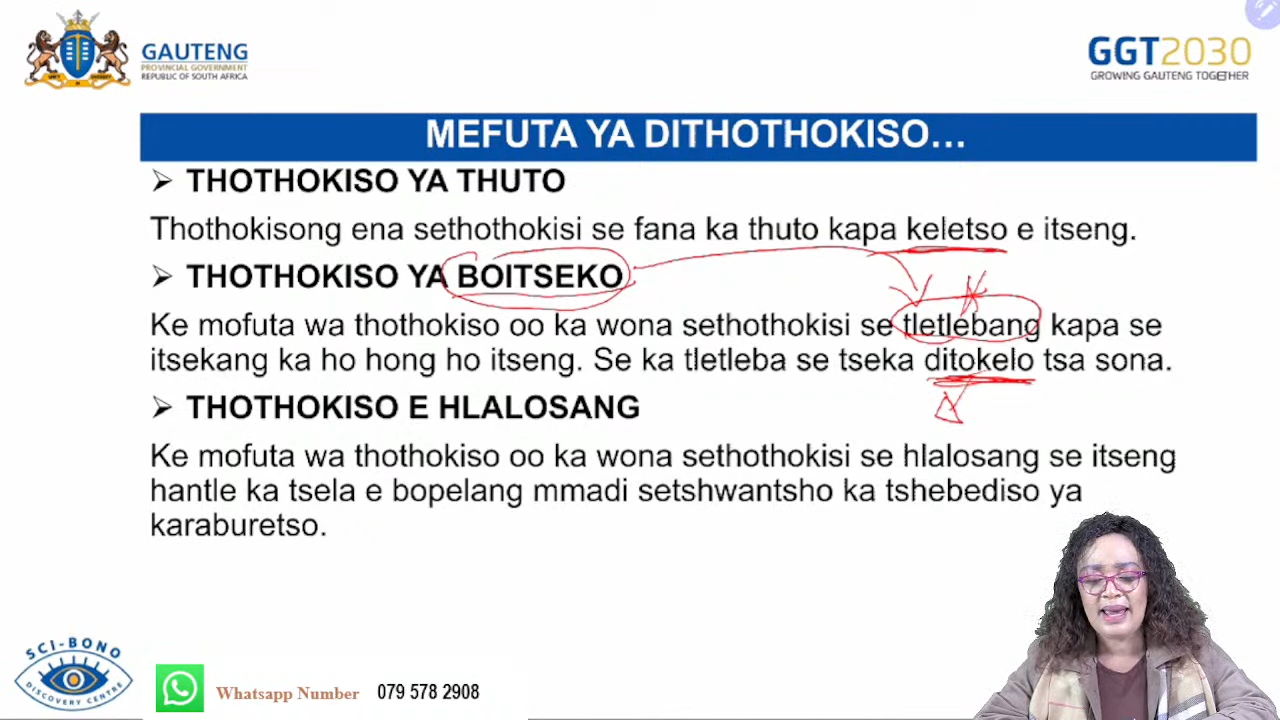 GAUTENG
PROVINCIAL GOVERNMENT
REPUBLIC OF SOUTH AFRICA
GGT2030
GROWING GAUTENG TOGETHER
MEFUTA YA DITHOTHOKISO…
➢ THOTHOKISO YA THUTO
Thothokisong ena sethothokisi se fana ka thuto kapa keletso e itseng.
➢ THOTHOKISO YA BOITSEKO
Ke mofuta wa thothokiso oo ka wona sethothokisi se tletlebang kapa se
itsekang ka ho hong ho itseng. Se ka tletleba se tseka ditokelo tsa sona.
➢ THOTHOKISO E HLALOSANG
Ke mofuta wa thothokiso oo ka wona sethothokisi se hlalosang se itseng
hantle ka tsela e bopelang mmadi setshwantsho ka tshebediso ya
karaburetso.
SCI-BONO
DISCOVERY CENTRE
Whatsapp Number 079 578 2908